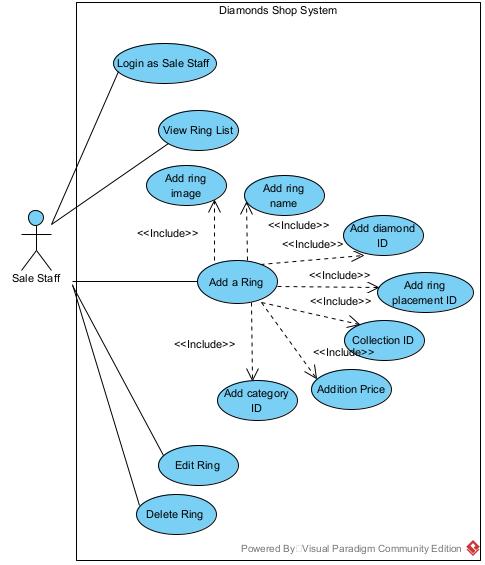 Diamonds Shop System
Login as Sale Staff
View Ring List
Add ring
image
Add ring
name
<<Include>>
<<Include>>
Add diamond
ID
<<Include>>
Sale Staff
Add a Ring
<<Include>>
Add ring
placement ID
<<Include>>
Collection ID
<<Include>>
<<Include>>
Add category
ID
Addition Price
Edit Ring
Delete Ring
Powered By Visual Paradigm Community Edition